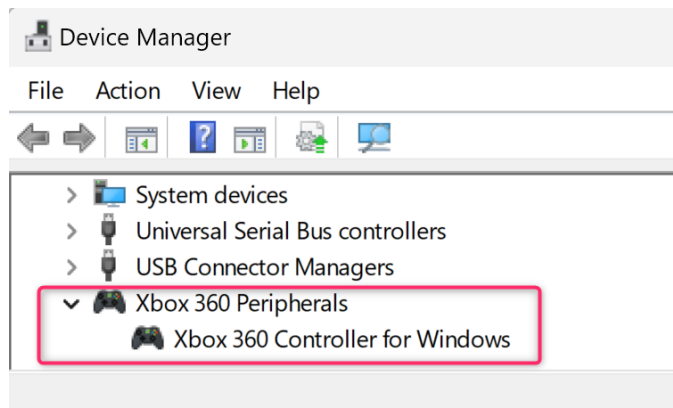 Device Manager
File Action View Help
?
System devices
Universal Serial Bus controllers
USB Connector Managers
Xbox 360 Peripherals
Xbox 360 Controller for Windows